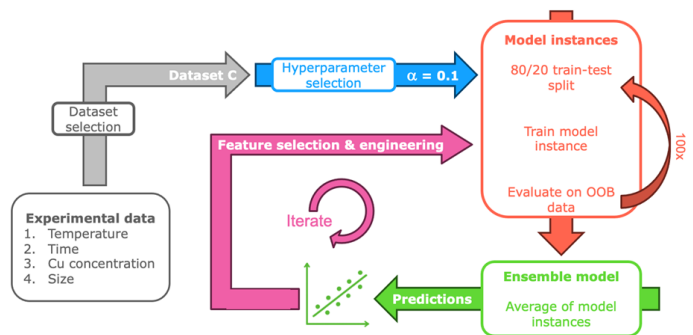 Dataset C
Hyperparameter
selection
α = 0.1
Dataset
selection
Model instances
80/20 train-test
split
Train model
instance
Evaluate on OOB
data
100x
Feature selection & engineering
Iterate
Experimental data
1. Temperature
2. Time
3. Cu concentration
4. Size
Predictions
Ensemble model
Average of model
instances